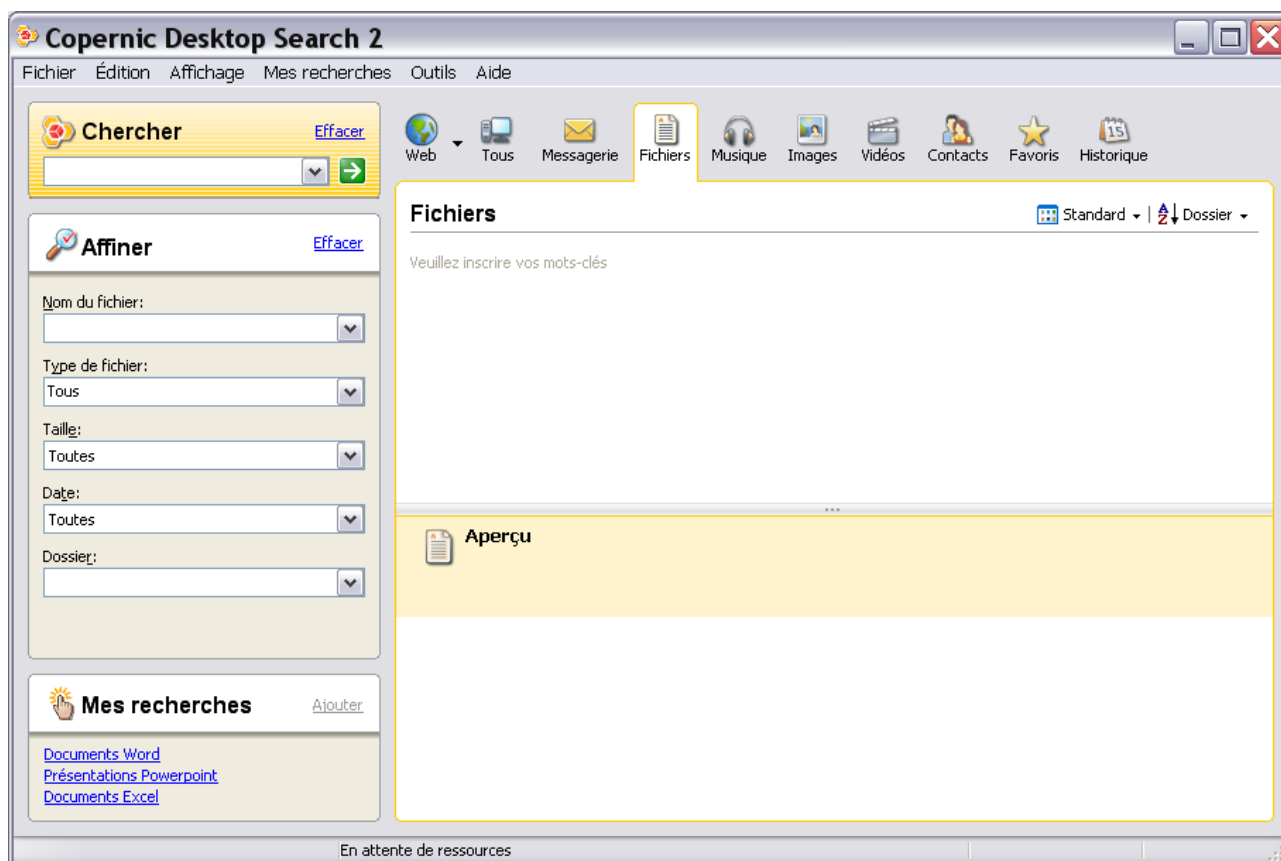 Copernic Desktop Search 2
Fichier Édition Affichage Mes recherches Outils Aide
Chercher Effacer
Web Tous Messagerie Fichiers Musique Images Vidéos Contacts Favoris Historique
15
Affiner Effacer
Nom du fichier:
Type de fichier:
Tous
Taille:
Toutes
Date:
Toutes
Dossier:
Mes recherches Ajouter
Documents Word
Présentations Powerpoint
Documents Excel
Fichiers Standard | A Z Dossier
Veuillez inscrire vos mots-clés
Aperçu
En attente de ressources